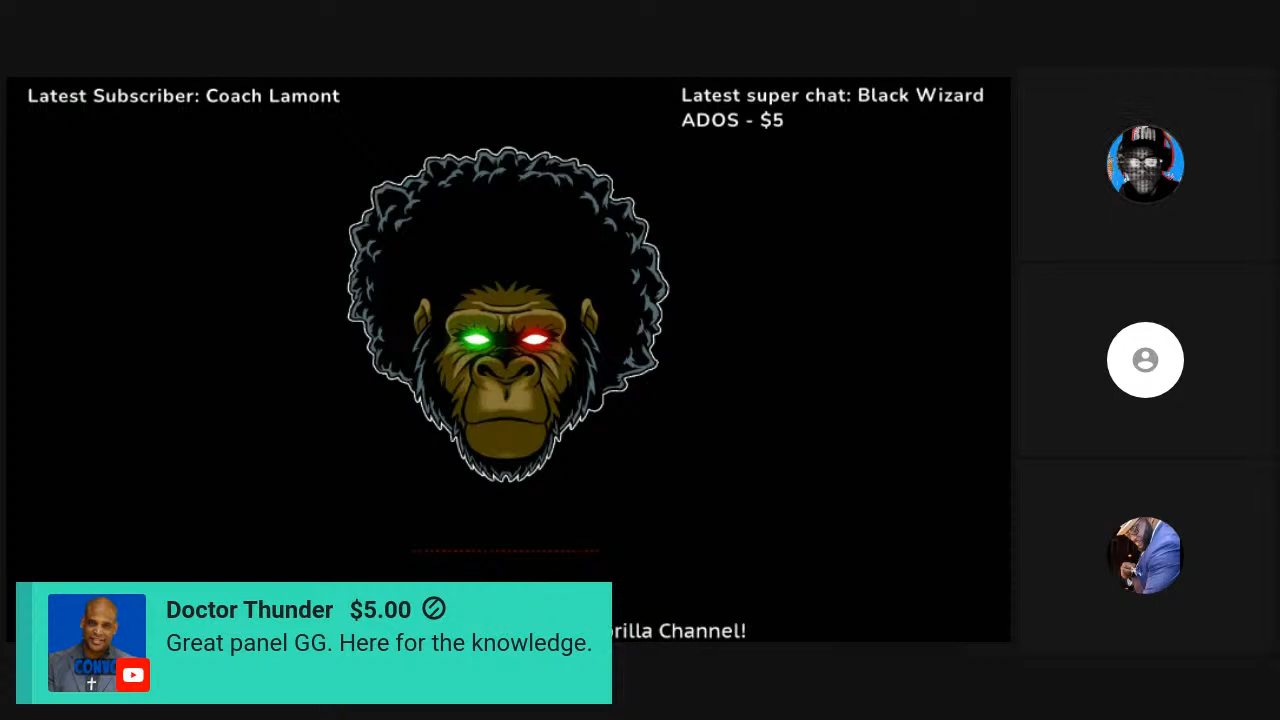 Latest Subscriber: Coach Lamont
Latest super chat: Black Wizard
ADOS - $5
Doctor Thunder $5.00
Great panel GG. Here for the knowledge.
CONVO
rilla Channel!